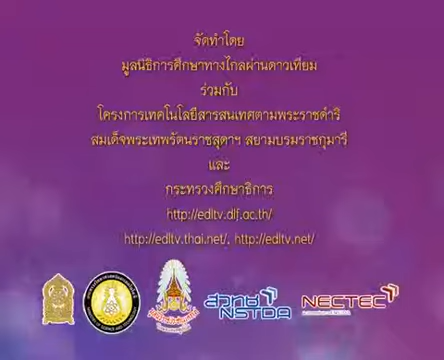 จัดทำโดย
มูลนิธิการศึกษาทางไกลผ่านดาวเทียม
ร่วมกับ
โครงการเทคโนโลยีสารสนเทศตามพระราชดำริ
สมเด็จพระเทพรัตนราชสุดาฯ สยามบรมราชกุมารี
และ
กระทรวงศึกษาธิการ
http://edltv.dlf.ac.th/
http://edltv.thai.net/, http://edltv.net/
สวทช
NSTDA
NECTEC